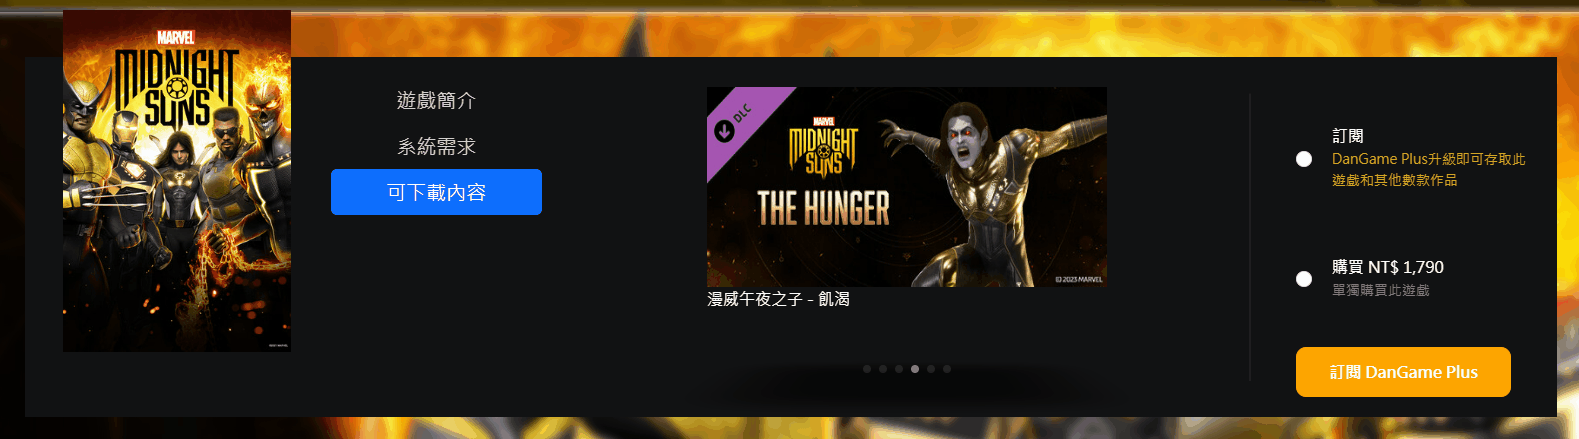 MARVEL
MIDNIGHT
SUNS
遊戲簡介
系統需求
可下載內容
DLC
MARVEL
MIDNIGHT
SUNS
THE HUNGER
© 2023 MARVEL
漫威午夜之子 - 飢渴
訂閱
DanGame Plus升級即可存取此
遊戲和其他數款作品
購買 NT$ 1,790
單獨購買此遊戲
訂閱 DanGame Plus